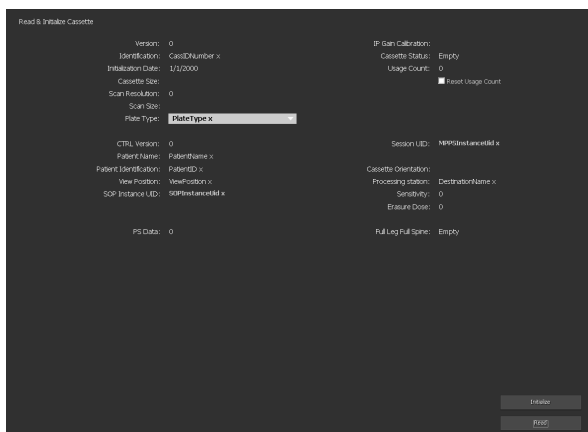 Read & Initialize Cassette
Version: 0 IP Gain Calibration:
Identification: CassIDNumber x Cassette Status: Empty
Initialization Date: 1/1/2000 Usage Count: 0
Cassette Size: Reset Usage Count
Scan Resolution: 0
Scan Size:
Plate Type: PlateType x
CTRL Version: 0 Session UID: MPPSInstanceUid x
Patient Name: PatientName x
Patient Identification: PatientID x Cassette Orientation:
View Position: ViewPosition x Processing station: DestinationName x
SOP Instance UID: SOPInstanceUid x Sensitivity: 0
Erasure Dose: 0
PS Data: 0 Full Leg Full Spine: Empty
Initialize
Read